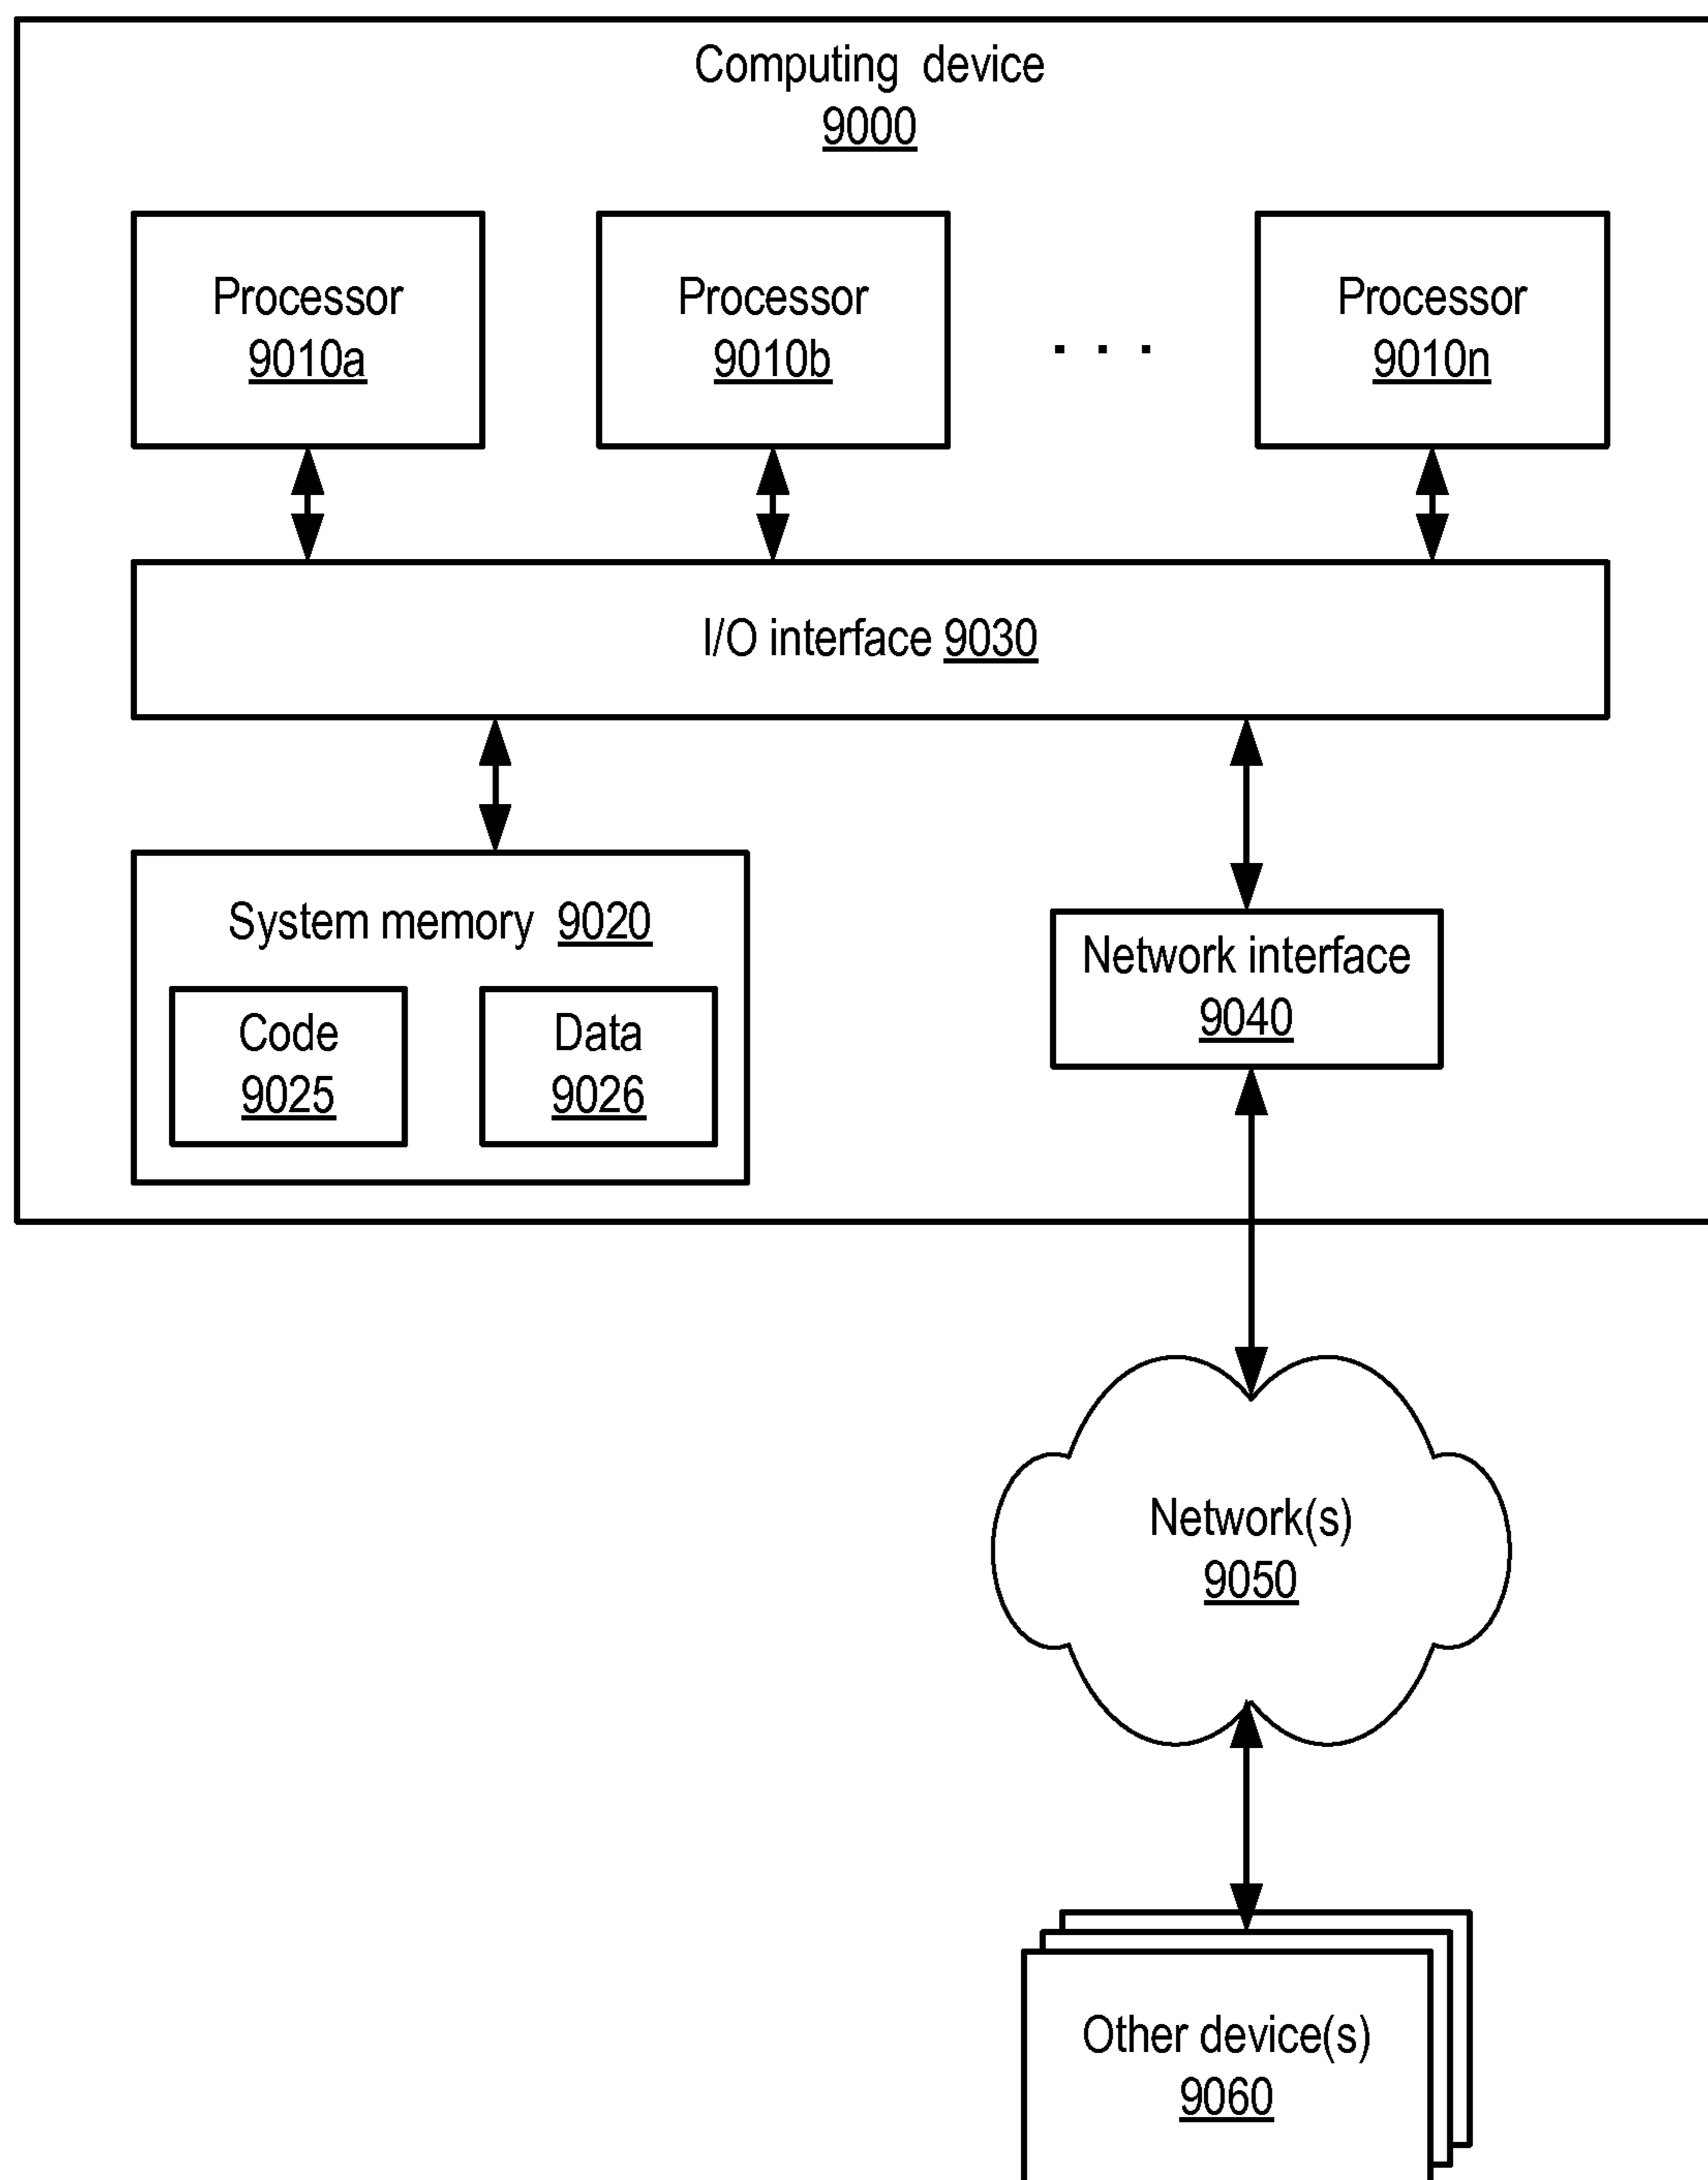 Computing device
9000
Processor
9010a
Processor
9010b
. . .
Processor
9010n
I/O interface 9030
System memory 9020
Code
9025
Data
9026
Network interface
9040
Network(s)
9050
Other device(s)
9060